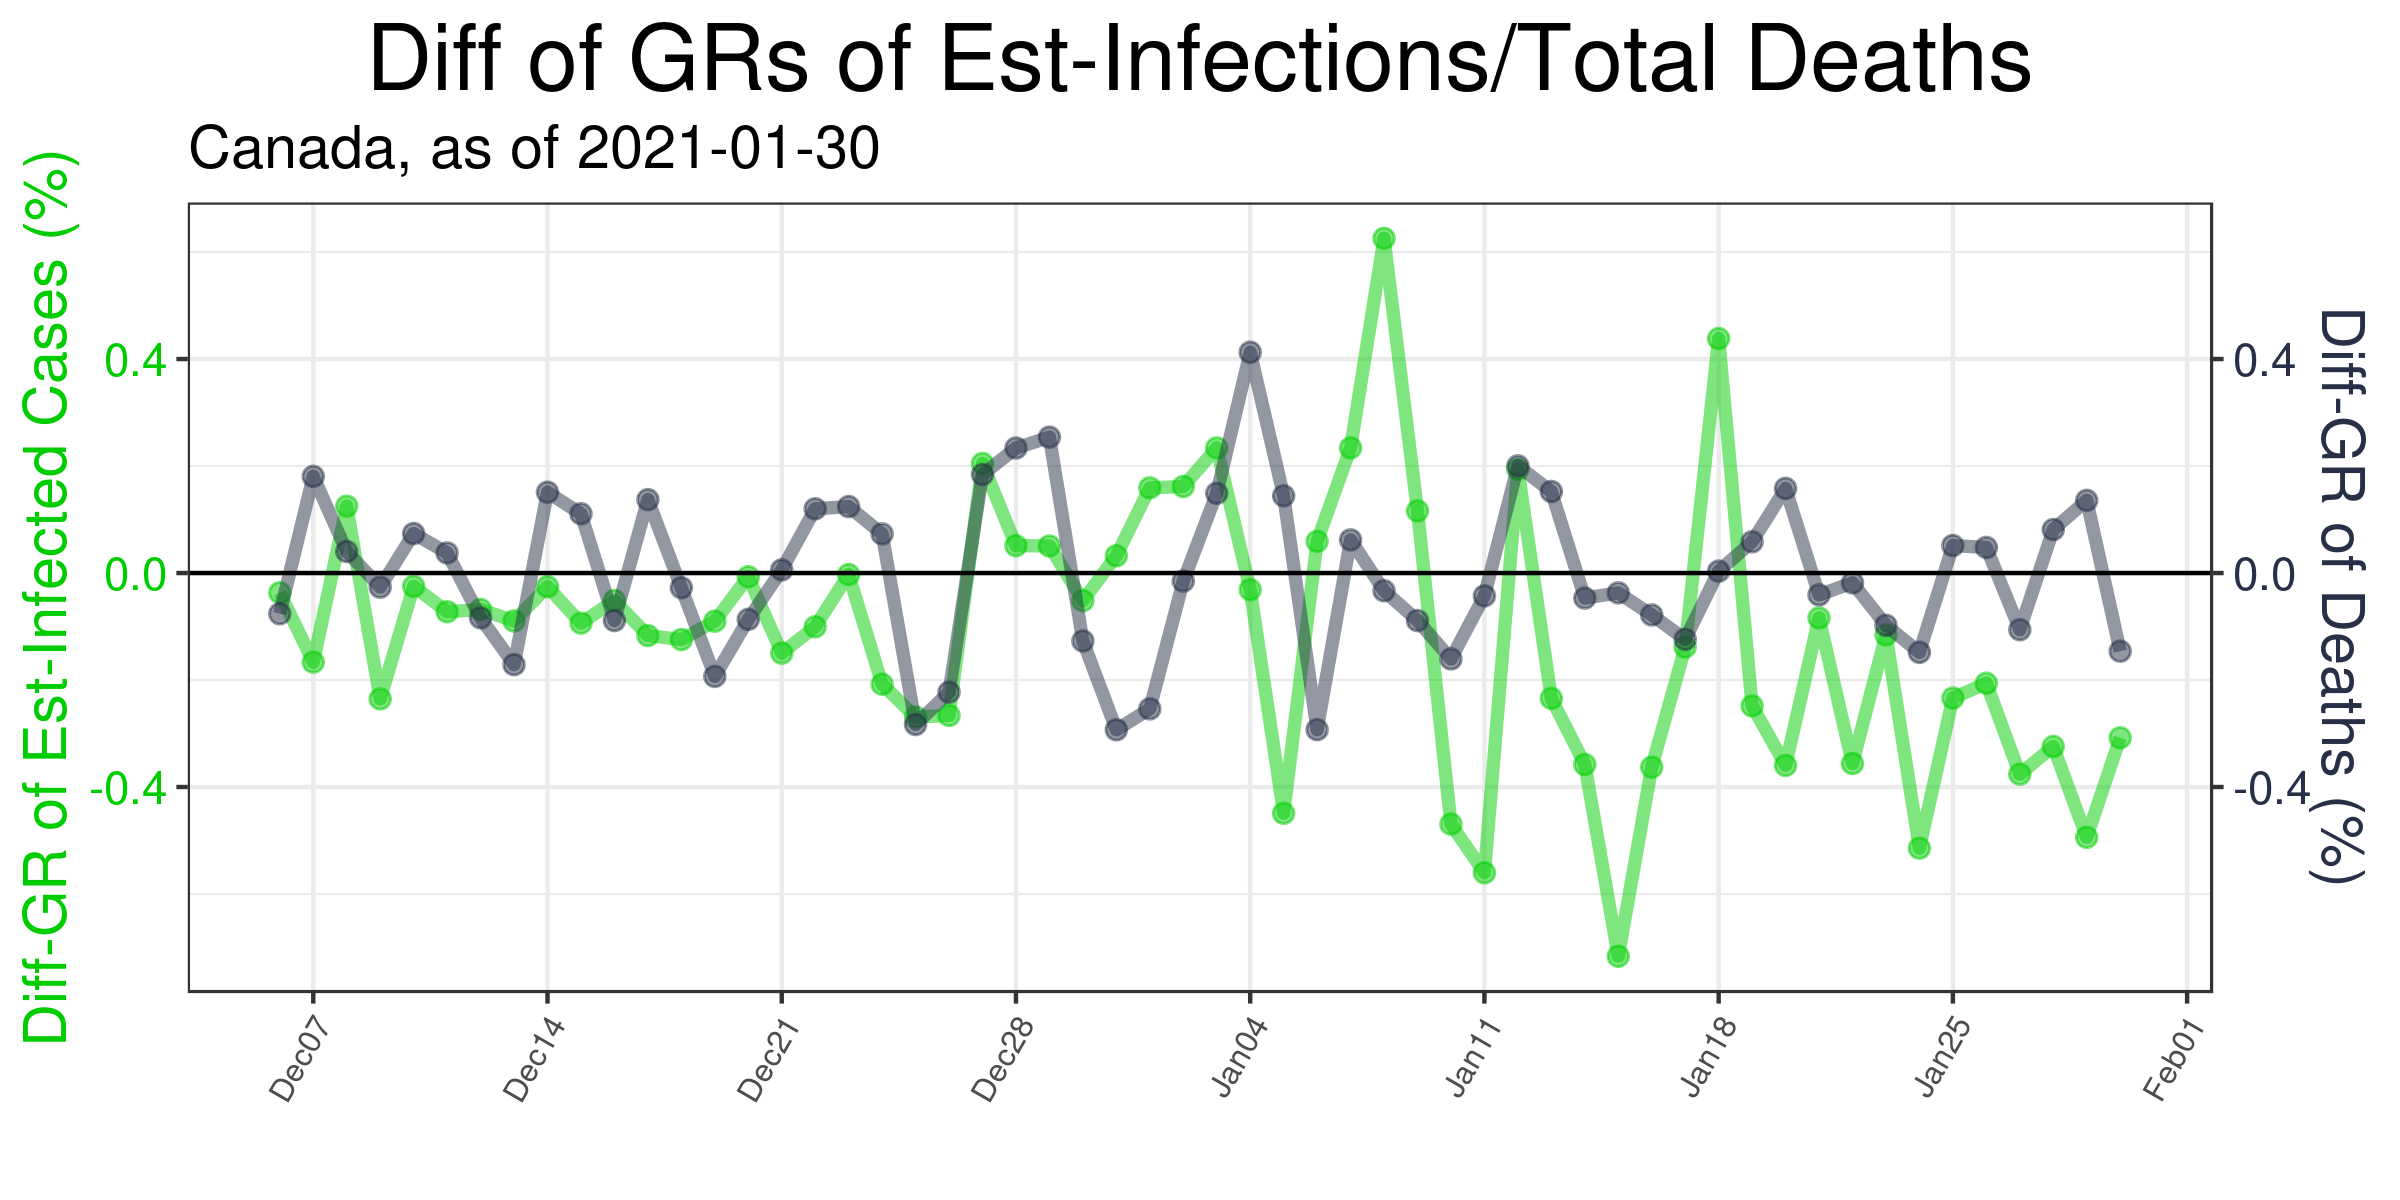 Diff of GRs of Est-Infections/Total Deaths
Canada, as of 2021-01-30
Diff-GR of Est-Infected Cases (%)
0.4
0.0
-0.4
0.4
0.0
-0.4
Diff-GR of Deaths (%)
Dec07
Dec14
Dec21
Dec28
Jan04
Jan11
Jan18
Jan25
Feb01